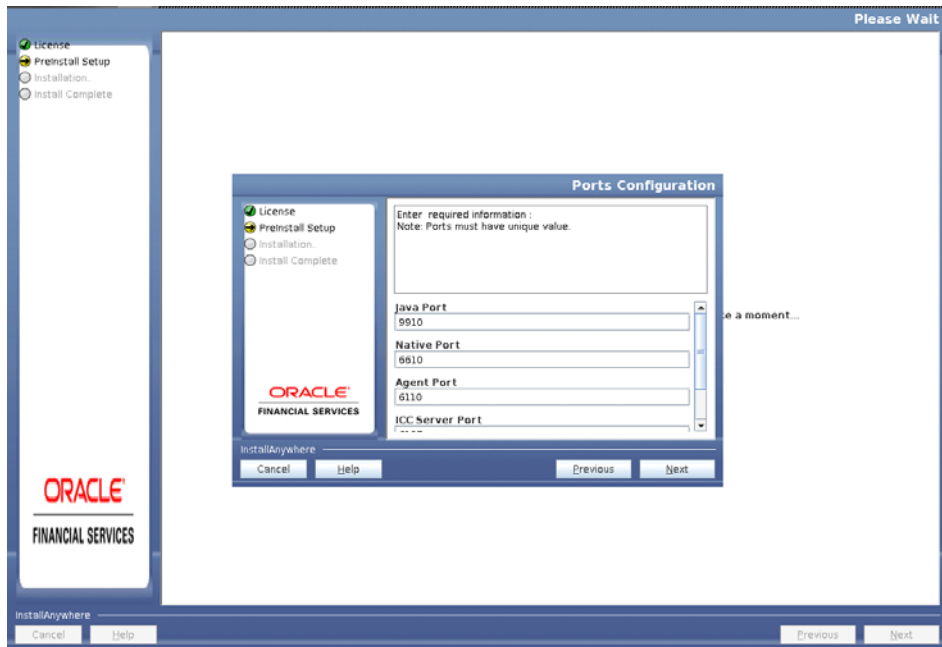 Please Wait
License
PreInstall Setup
Installation.
Install Complete
Ports Configuration
License
PreInstall Setup
Installation.
Install Complete
Enter required information :
Note: Ports must have unique value.
Java Port
9910
Native Port
6610
Agent Port
6110
ICC Server Port
e a moment...
ORACLE
FINANCIAL SERVICES
InstallAnywhere
Cancel
Help
Previous
Next
ORACLE
FINANCIAL SERVICES
InstallAnywhere
Cancel
Help
Previous
Next